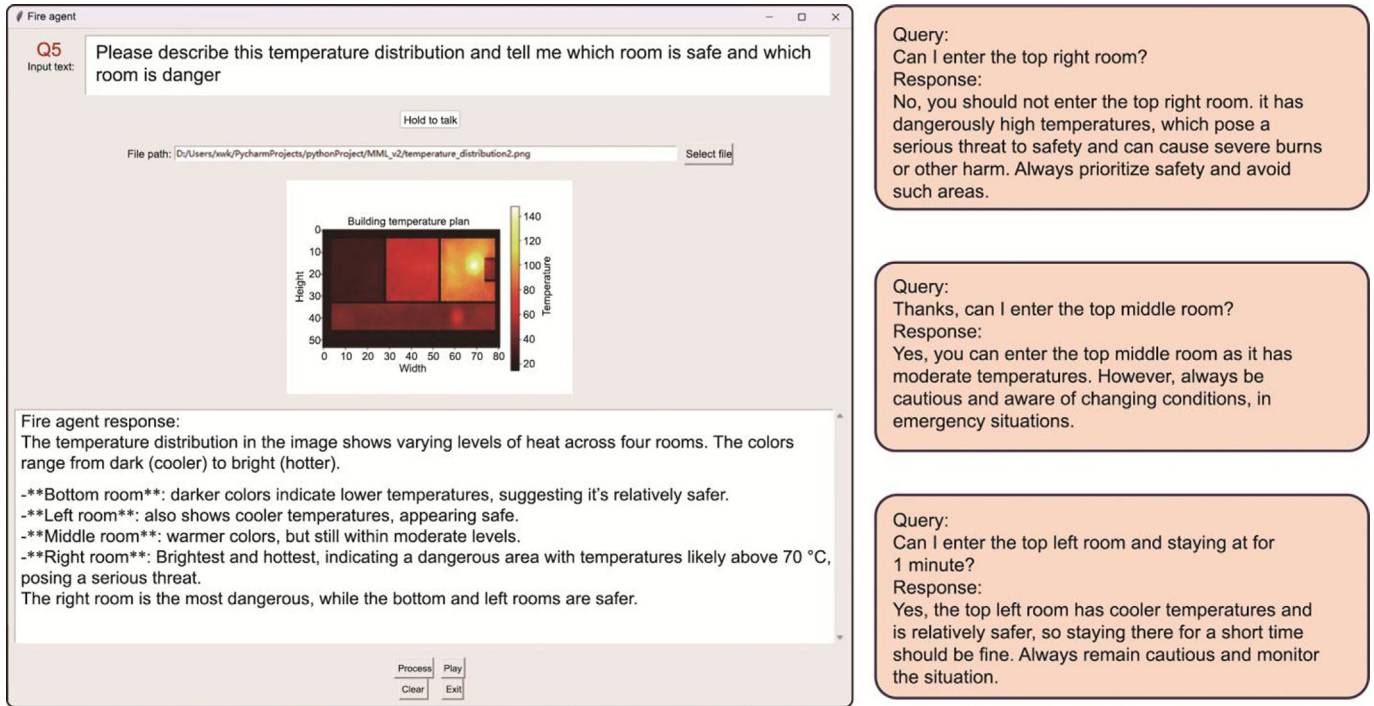 Fire agent
Q5
Input text:
Please describe this temperature distribution and tell me which room is safe and which
room is danger
Hold to talk
File path: D:/Users/xwk/PycharmProjects/pythonProject/MML_v2/temperature_distribution2.png
Select file
Building temperature plan
Height
0
10
20
30
40
50
0 10 20 30 40 50 60 70 80
Width
140
120
100
80
60
40
20
Temperature
Fire agent response:
The temperature distribution in the image shows varying levels of heat across four rooms. The colors
range from dark (cooler) to bright (hotter).
-**Bottom room**: darker colors indicate lower temperatures, suggesting it's relatively safer.
-**Left room**: also shows cooler temperatures, appearing safe.
-**Middle room**: warmer colors, but still within moderate levels.
-**Right room**: Brightest and hottest, indicating a dangerous area with temperatures likely above 70 °C,
posing a serious threat.
The right room is the most dangerous, while the bottom and left rooms are safer.
Process Play
Clear Exit
Query:
Can I enter the top right room?
Response:
No, you should not enter the top right room. it has
dangerously high temperatures, which pose a
serious threat to safety and can cause severe burns
or other harm. Always prioritize safety and avoid
such areas.
Query:
Thanks, can I enter the top middle room?
Response:
Yes, you can enter the top middle room as it has
moderate temperatures. However, always be
cautious and aware of changing conditions, in
emergency situations.
Query:
Can I enter the top left room and staying at for
1 minute?
Response:
Yes, the top left room has cooler temperatures and
is relatively safer, so staying there for a short time
should be fine. Always remain cautious and monitor
the situation.